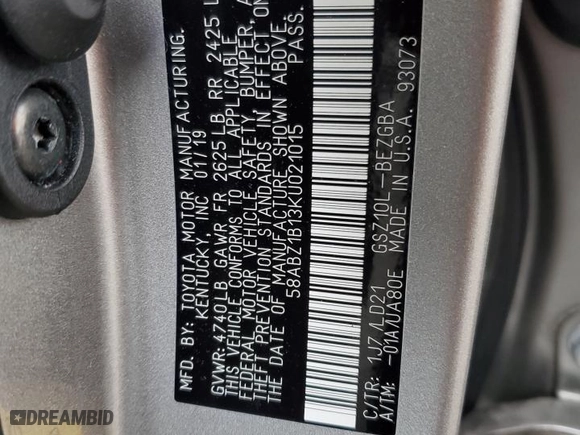 MFD. BY: TOYOTA MOTOR MANUFACTURING.
KENTUCKY, INC 01/19
GVWR: 4740LB GAWR FR 2625LB RR 2425
THIS VEHICLE CONFORMS TO ALL APPLICABLE
FEDERAL MOTOR VEHICLE SAFETY BUMPER,
THEFT PREVENTION STANDARDS IN EFFECT ON
THE DATE OF MANUFACTURE SHOWN ABOVE.
58ABZ1B13KU021015 PASS.
C/TR: 1J7/LD21 GSZ10L-BEZGBA
A/TM: -01A/UA80E MADE IN U.S.A. 93073
DREAMBID